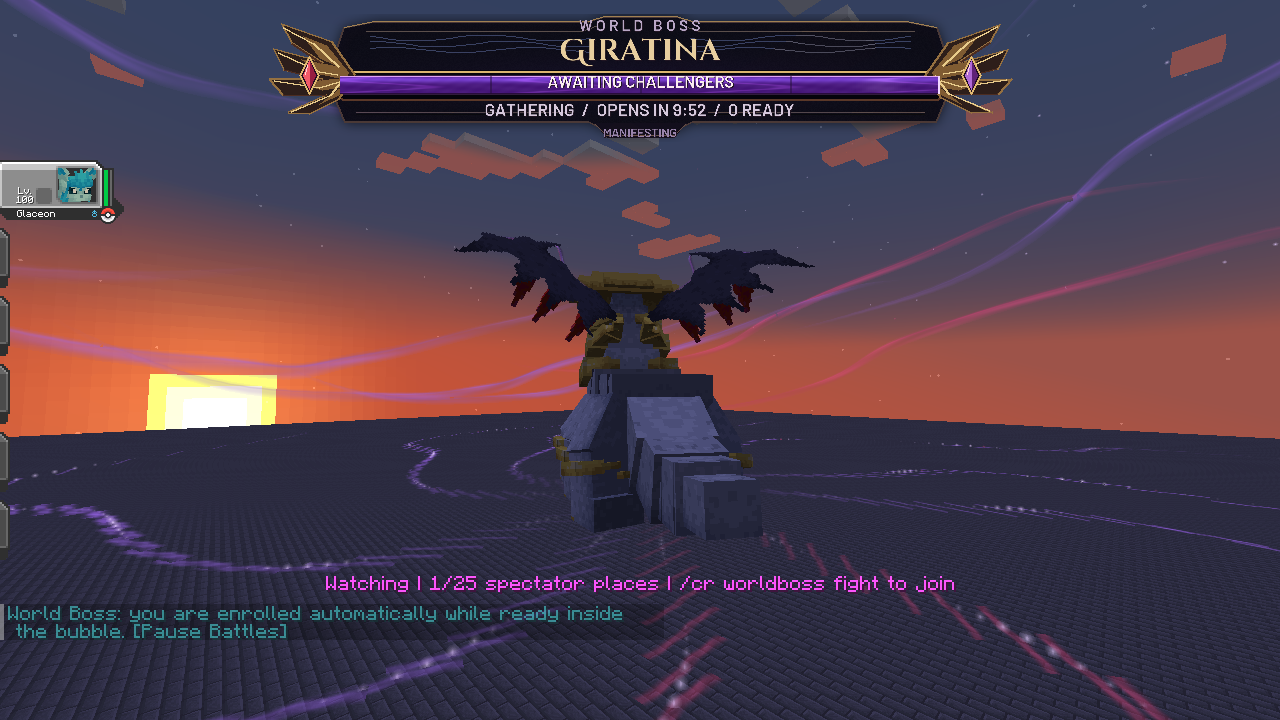 WORLD BOSS
GIRATINA
AWAITING CHALLENGERS
GATHERING / OPENS IN 9:52 / 0 READY
MANIFESTING
Lv.
100
Glaceon
Watching | 1/25 spectator places | /cr worldboss fight to join
World Boss: you are enrolled automatically while ready inside
the bubble. [Pause Battles]